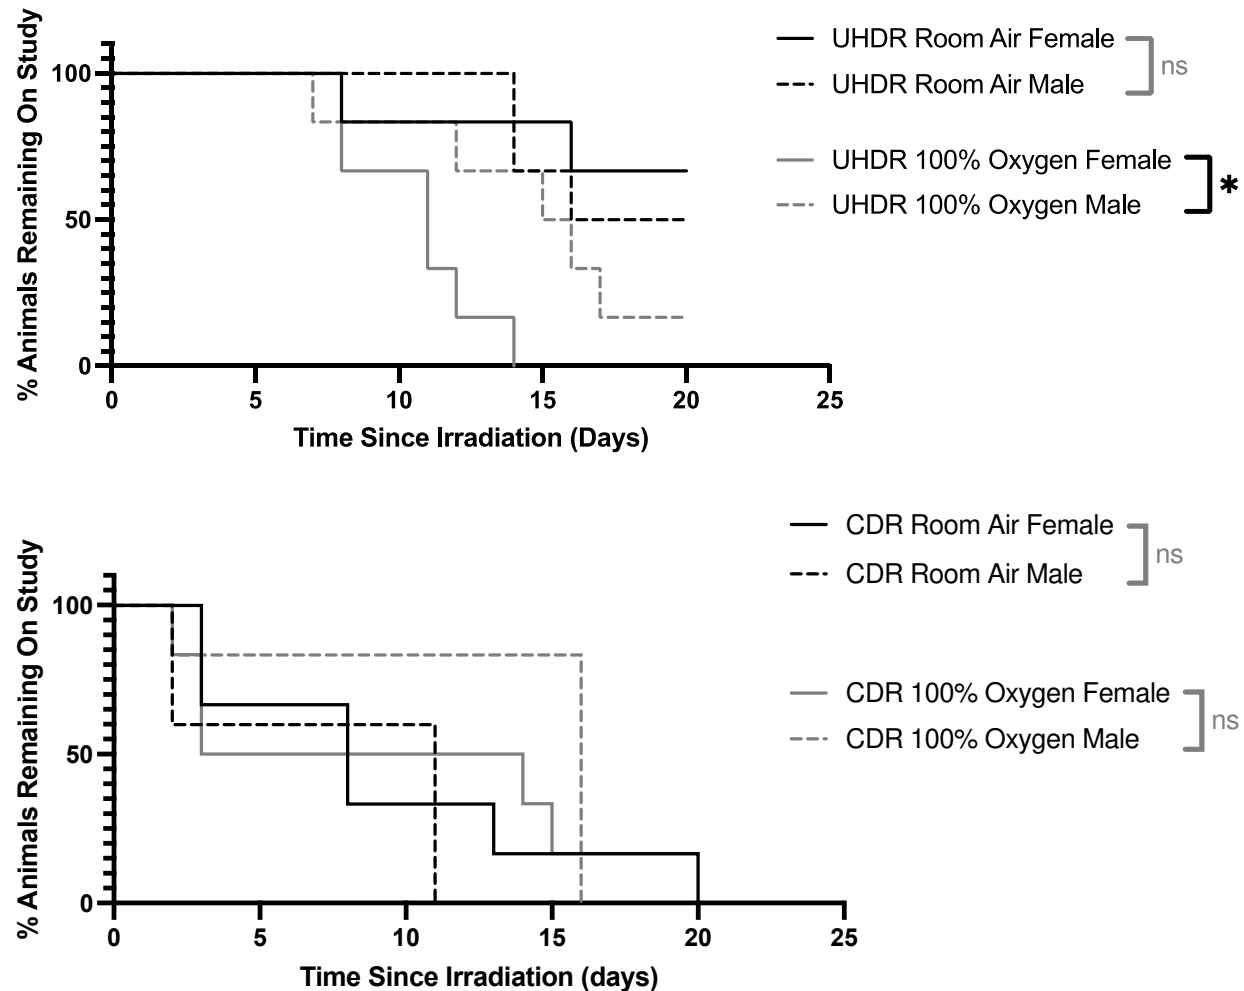 % Animals Remaining On Study
100
50
0
0 5 10 15 20 25
Time Since Irradiation (Days)
UHDR Room Air Female
UHDR Room Air Male
ns
UHDR 100% Oxygen Female
UHDR 100% Oxygen Male
*
% Animals Remaining On Study
100
50
0
0 5 10 15 20 25
Time Since Irradiation (days)
CDR Room Air Female
CDR Room Air Male
ns
CDR 100% Oxygen Female
CDR 100% Oxygen Male
ns